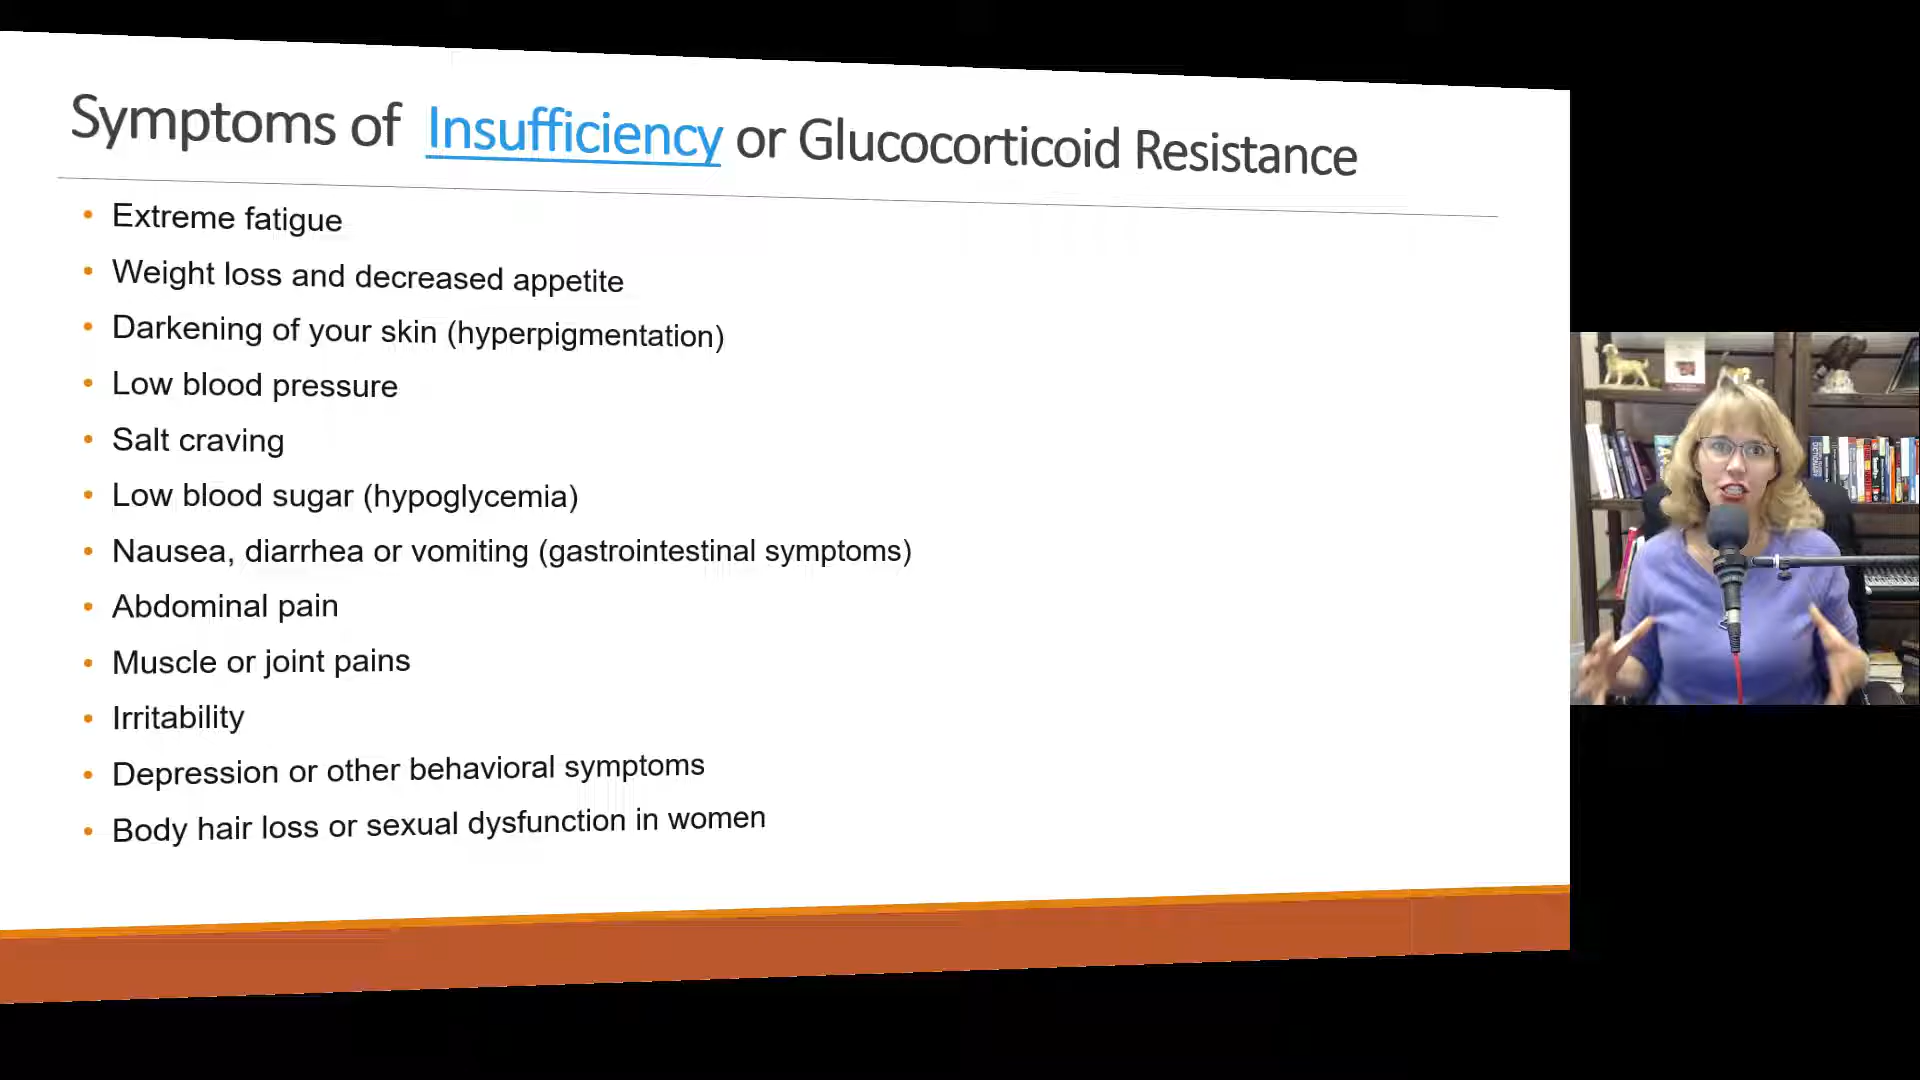 Symptoms of Insufficiency or Glucocorticoid Resistance
• Extreme fatigue
• Weight loss and decreased appetite
• Darkening of your skin (hyperpigmentation)
• Low blood pressure
• Salt craving
• Low blood sugar (hypoglycemia)
• Nausea, diarrhea or vomiting (gastrointestinal symptoms)
• Abdominal pain
• Muscle or joint pains
• Irritability
• Depression or other behavioral symptoms
• Body hair loss or sexual dysfunction in women